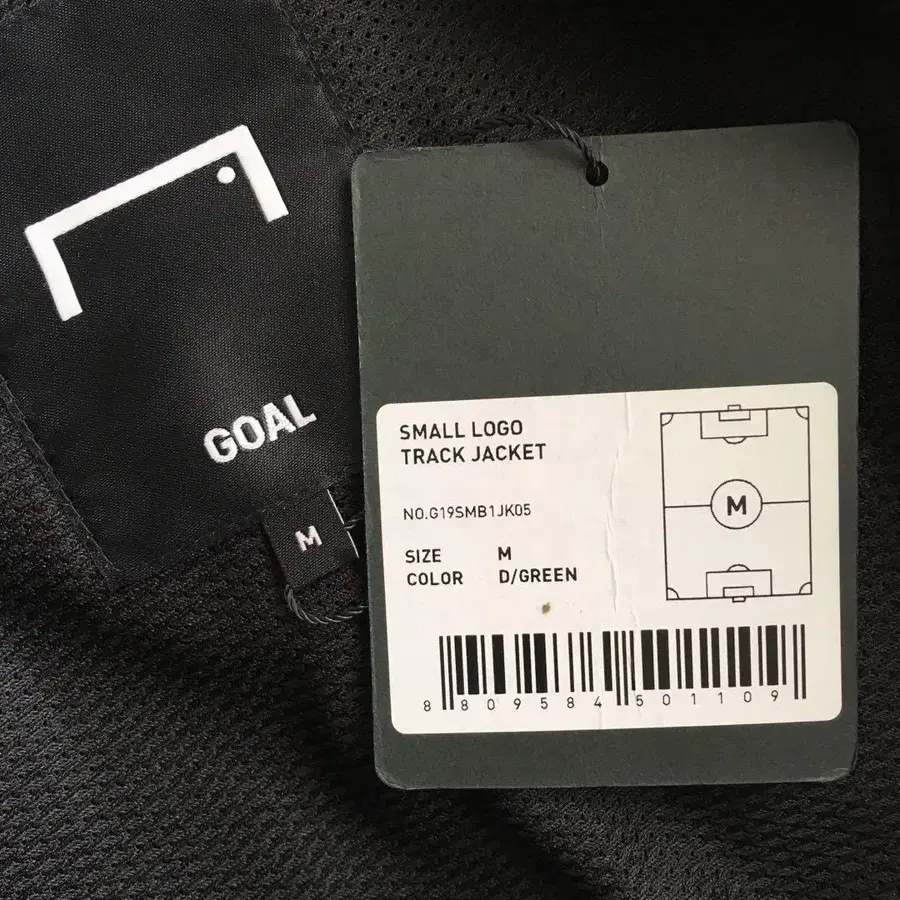 GOAL
M
SMALL LOGO
TRACK JACKET
NO.G19SMB1JK05
SIZE M
COLOR D/GREEN
M
8 809584 501109